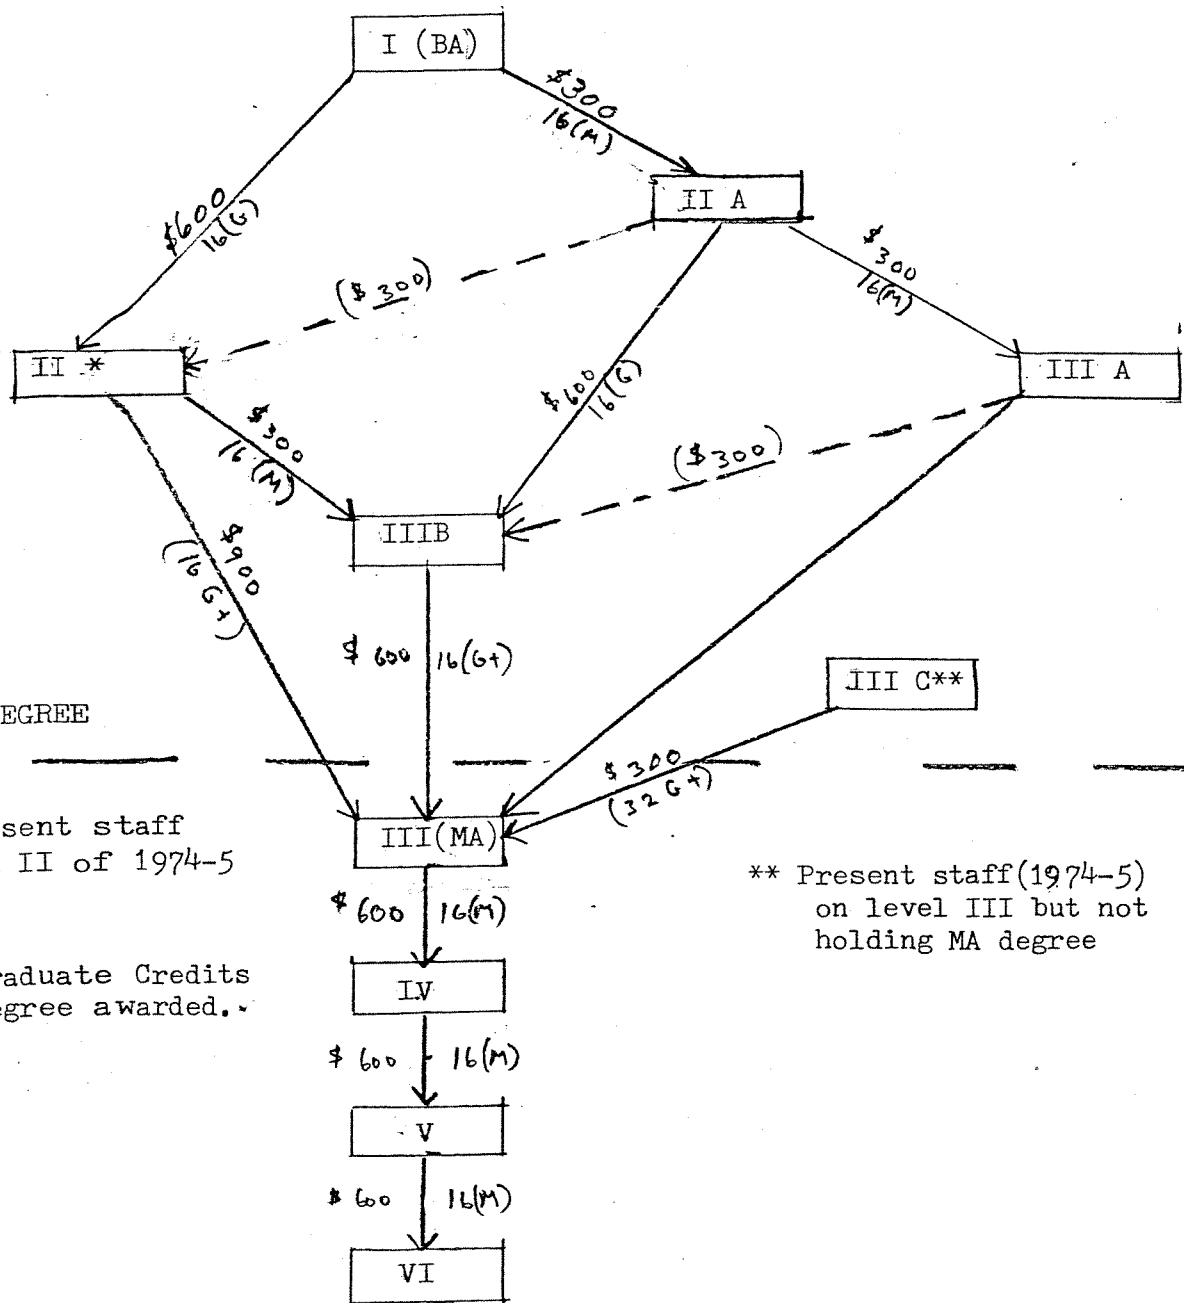 I (BA)
$300
16(M)
II A
$600
16(G)
($300)
$300
16(M)
II *
III A
$600
16(G)
$300
16(M)
($300)
IIIB
$900
(16 G+)
$600 16(G+)
III C**
EGREE
$300
(32 G+)
sent staff
II of 1974-5
III(MA)
** Present staff(1974-5)
on level III but not
holding MA degree
$600 16(M)
raduate Credits
egree awarded..
IV
$600 16(M)
V
$600 16(M)
VI